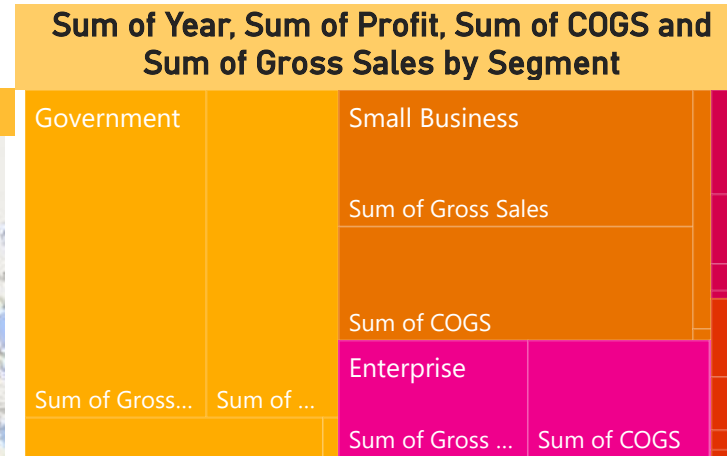 Sum of Year, Sum of Profit, Sum of COGS and
Sum of Gross Sales by Segment
Government
Sum of Gross...
Sum of ...
Small Business
Sum of Gross Sales
Sum of COGS
Enterprise
Sum of Gross ...
Sum of COGS